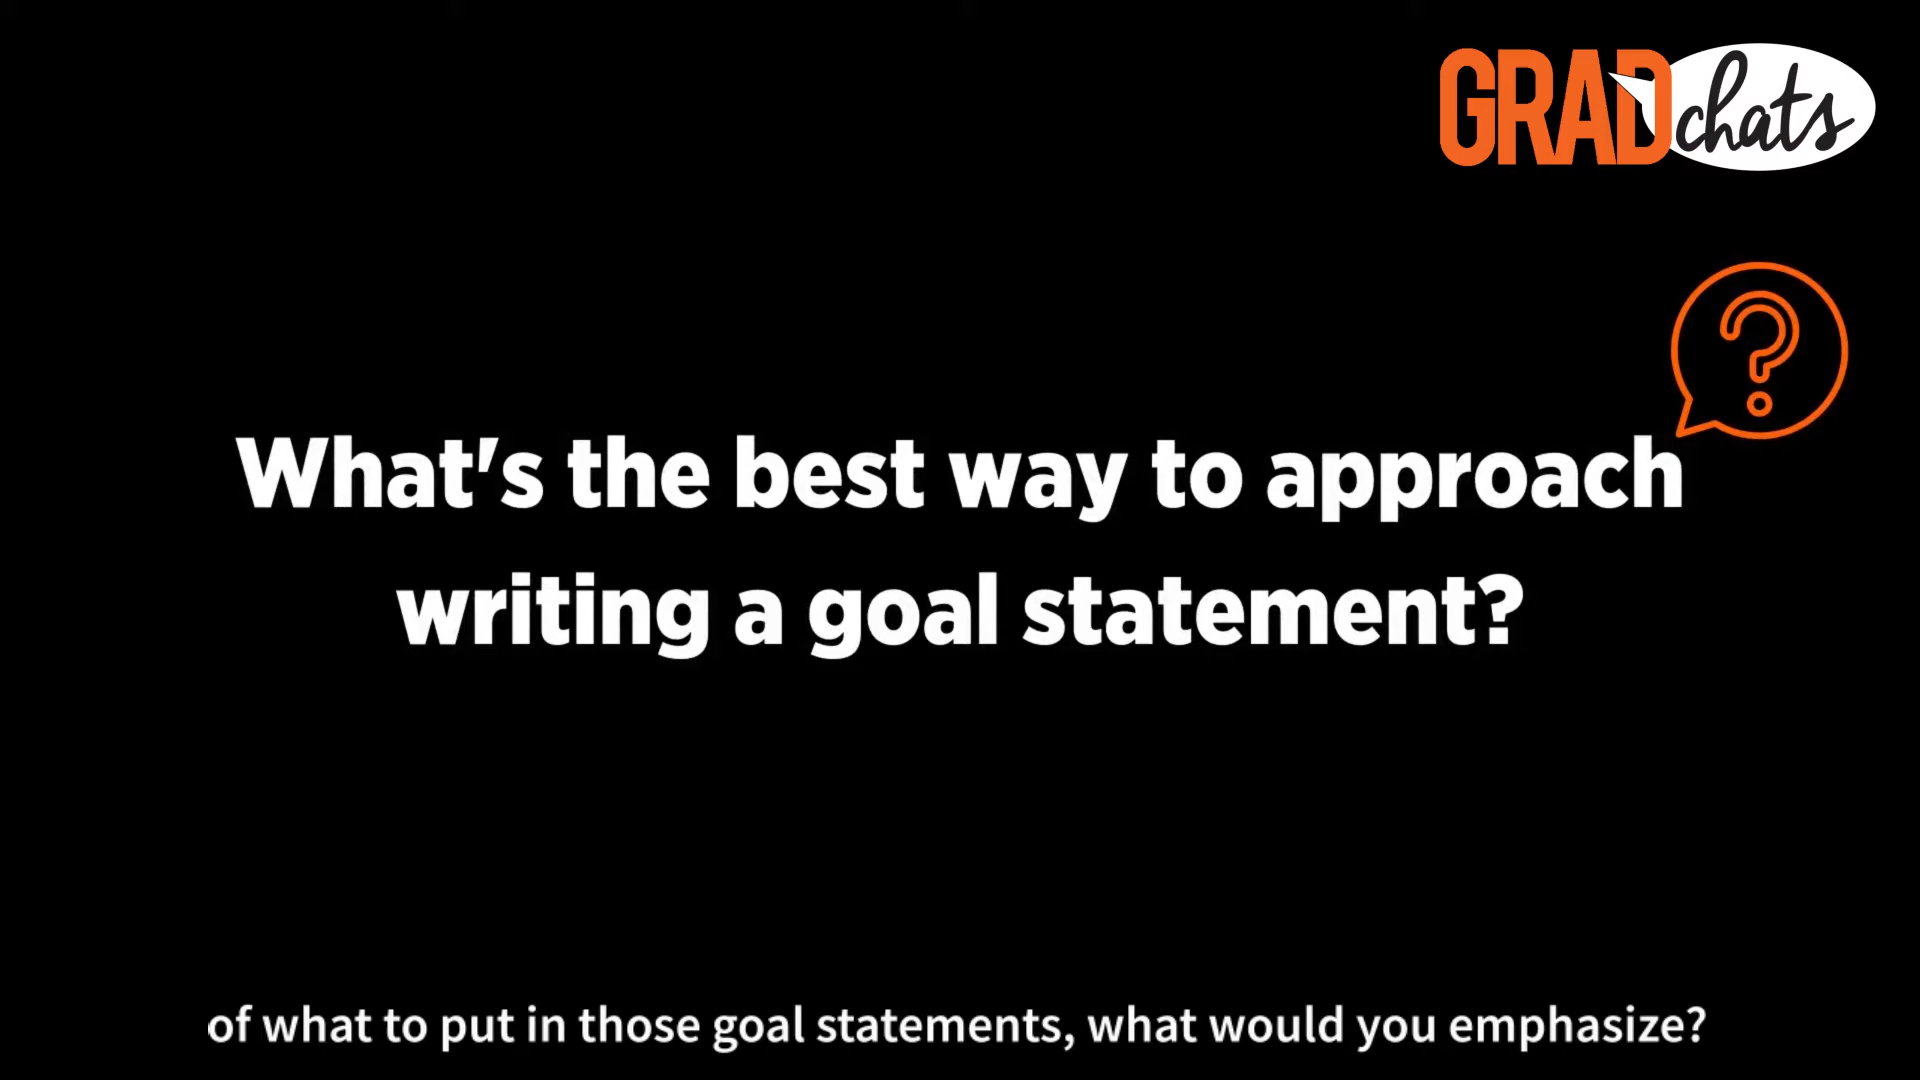 GRAD chats
What's the best way to approach
writing a goal statement?
of what to put in those goal statements, what would you emphasize?